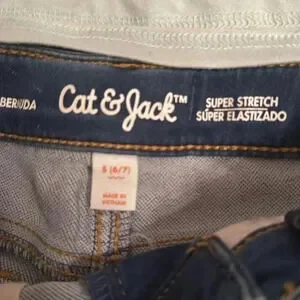 BERMUDA
Cat & Jack™
SUPER STRETCH
SÚPER ELASTIZADO
S (6/7)
MADE IN
VIETNAM